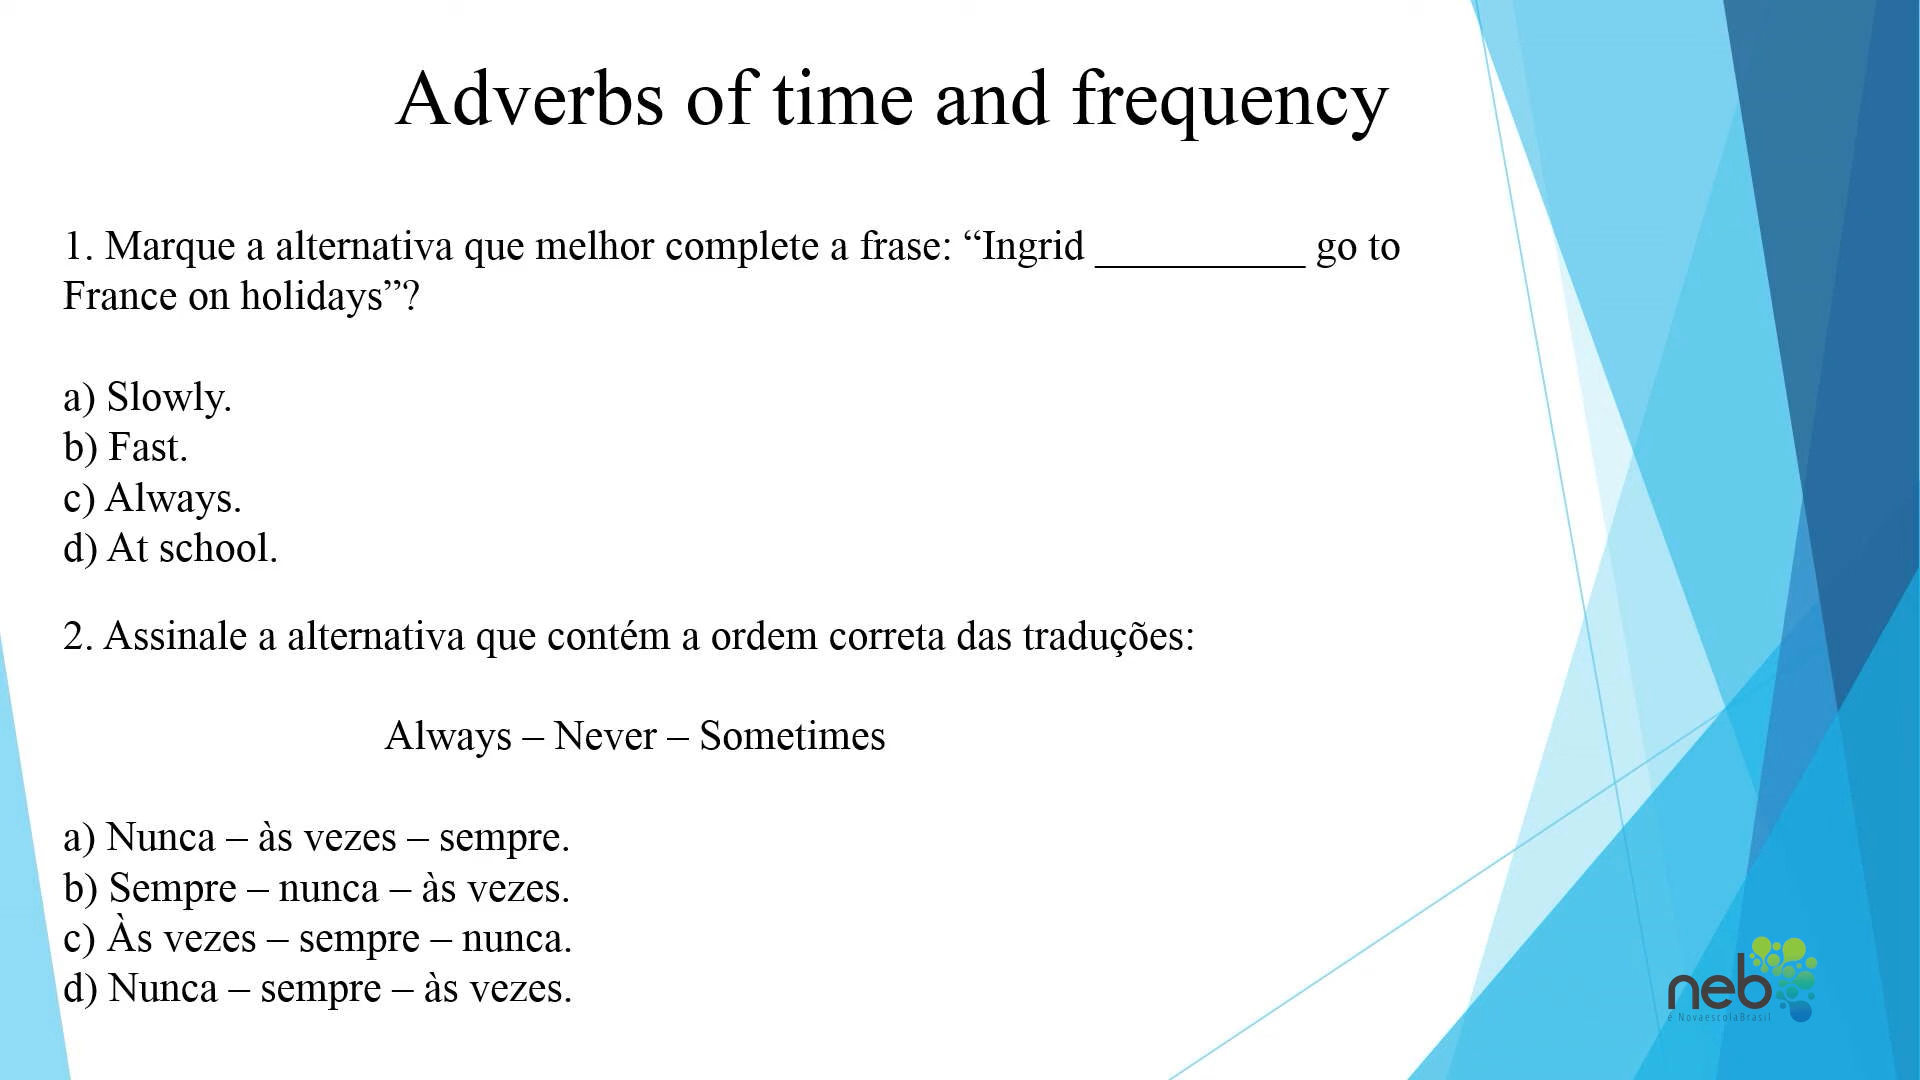 Adverbs of time and frequency
1. Marque a alternativa que melhor complete a frase: “Ingrid __________ go to
France on holidays”?
a) Slowly.
b) Fast.
c) Always.
d) At school.
2. Assinale a alternativa que contém a ordem correta das traduções:
Always – Never – Sometimes
a) Nunca – às vezes – sempre.
b) Sempre – nunca – às vezes.
c) Às vezes – sempre – nunca.
d) Nunca – sempre – às vezes.
neb
é NovaescolaBrasil